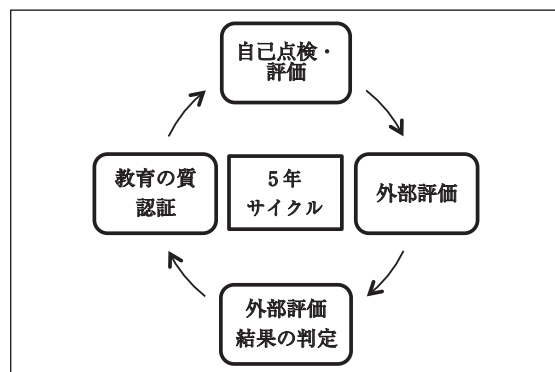 自己点検・
評価
教育の質
認証
5年
サイクル
外部評価
外部評価
結果の判定